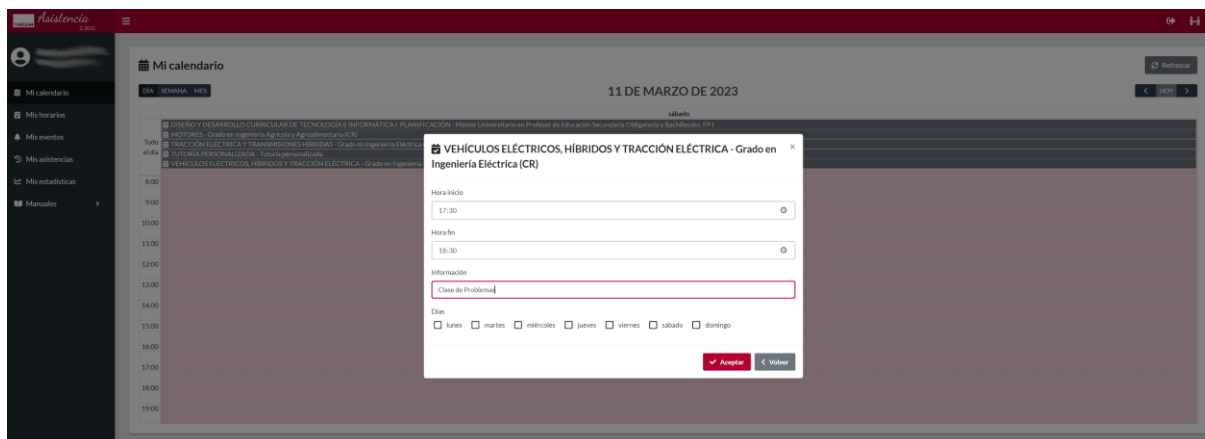 UCLM Asistencia
2.30.0
Mi calendario
Mis horarios
Mis eventos
Mis asistencias
Mis estadísticas
Manuales
Mi calendario
Refrescar
DÍA SEMANA MES
11 DE MARZO DE 2023
HOY
sábado
Todo el día
DISEÑO Y DESARROLLO CURRICULAR DE TECNOLOGÍA E INFORMÁTICA I. PLANIFICACIÓN - Máster Universitario en Profesor de Educación Secundaria Obligatoria y Bachillerato, FP I
MOTORES - Grado en Ingeniería Agrícola y Agroalimentaria (CR)
TRACCIÓN ELÉCTRICA Y TRANSMISIONES HÍBRIDAS - Grado en Ingeniería Eléctrica
TUTORÍA PERSONALIZADA - Tutoría personalizada
VEHÍCULOS ELÉCTRICOS, HÍBRIDOS Y TRACCIÓN ELÉCTRICA - Grado en Ingeniería
8:00
9:00
10:00
11:00
12:00
13:00
14:00
15:00
16:00
17:00
18:00
19:00
VEHÍCULOS ELÉCTRICOS, HÍBRIDOS Y TRACCIÓN ELÉCTRICA - Grado en
Ingeniería Eléctrica (CR)
×
Hora inicio
17:30
Hora fin
18:30
Información
Clase de Problemas
Días
lunes martes miércoles jueves viernes sábado domingo
Aceptar Volver